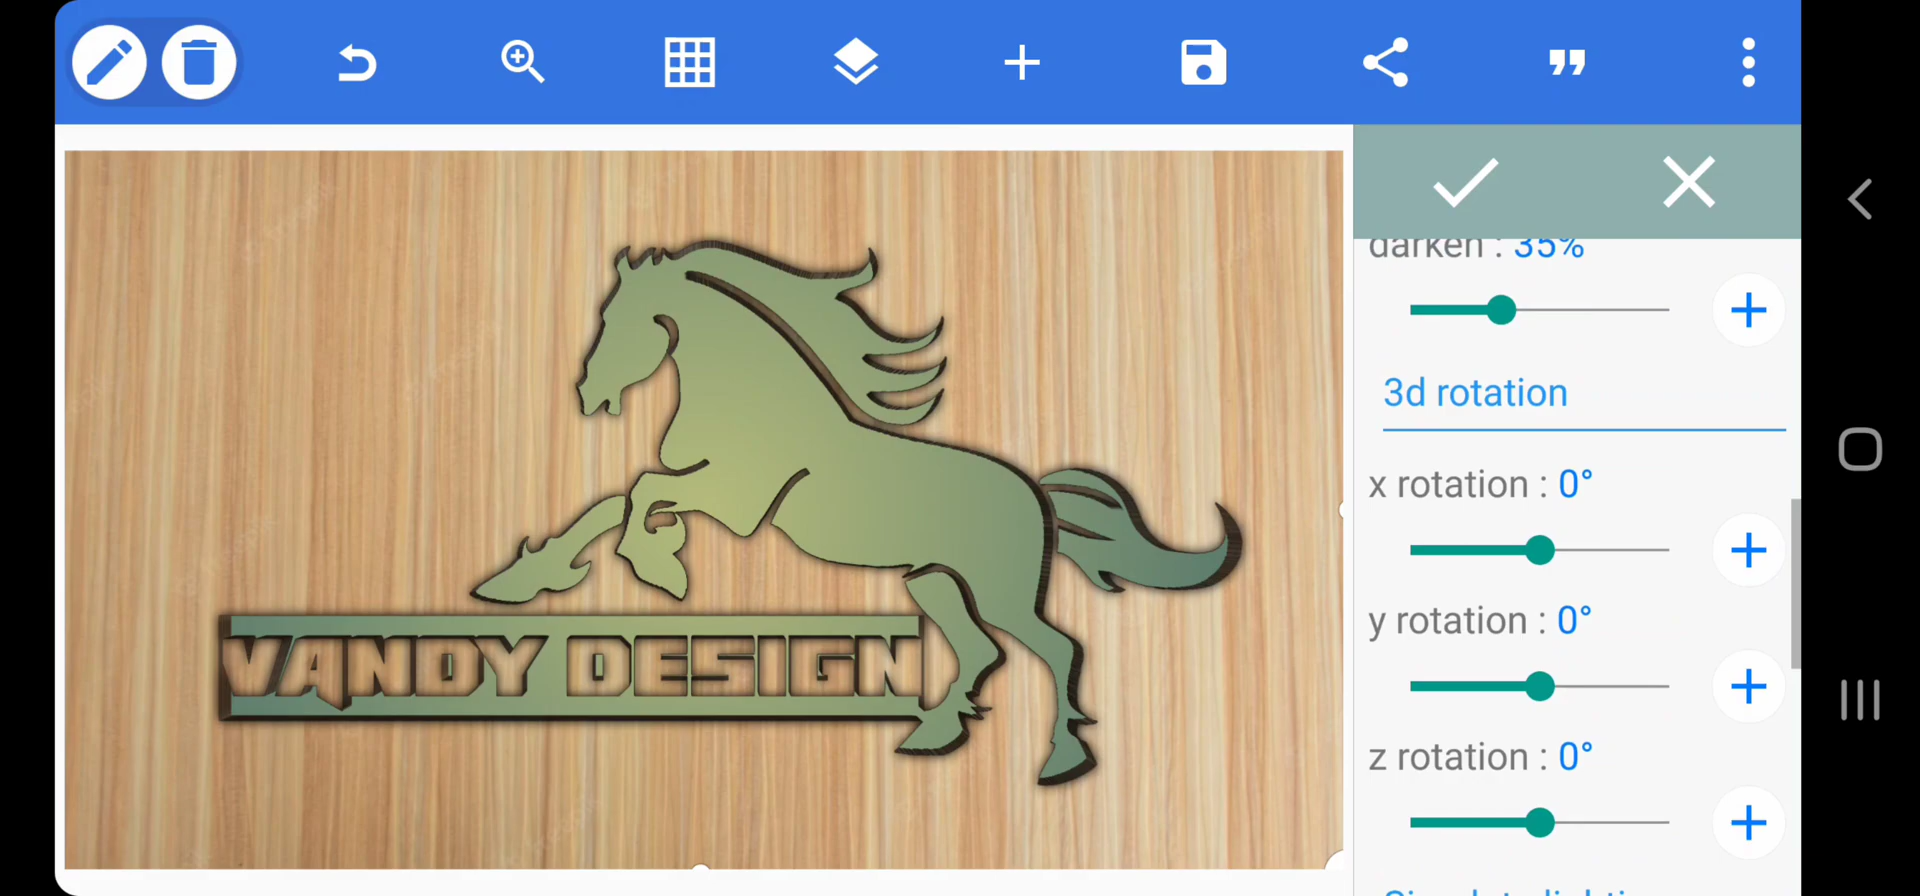 darken : 35%
3d rotation
x rotation : 0°
VANDY DESIGN
y rotation : 0°
z rotation : 0°